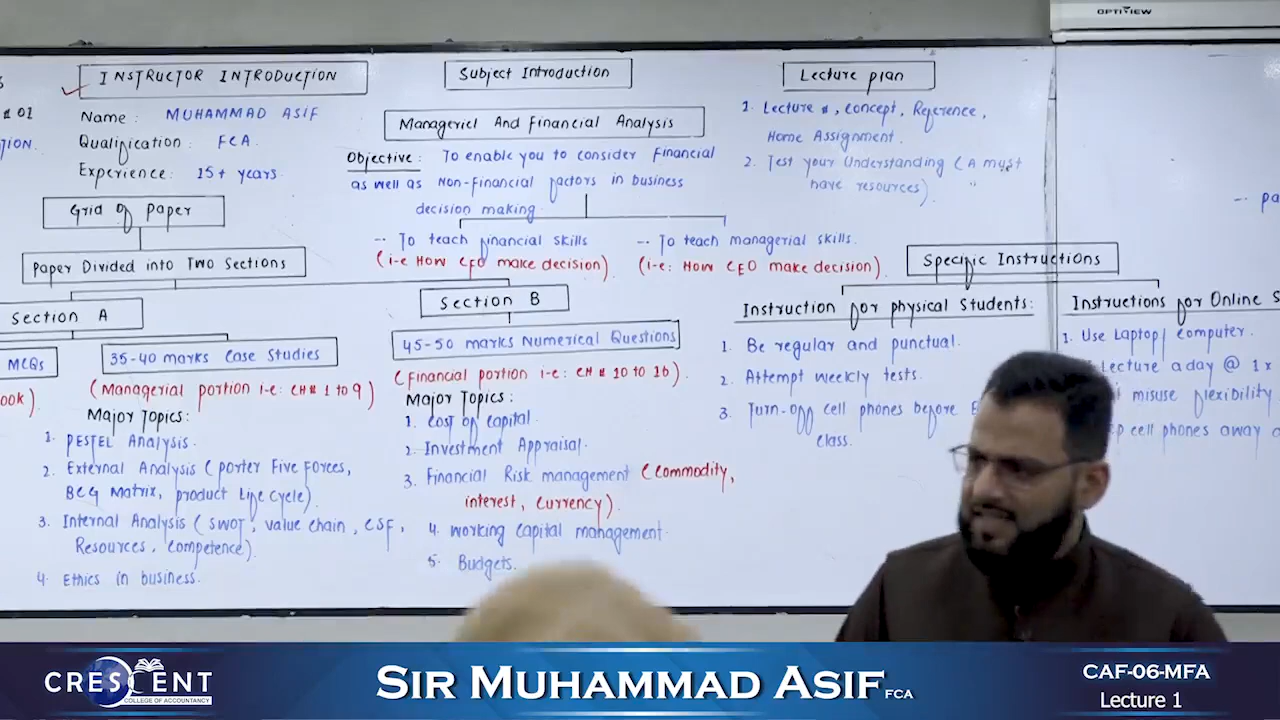 OPTIVIEW
# 01
INSTRUCTOR INTRODUCTION
Name: MUHAMMAD ASIF
Qualification: FCA
Experience: 15+ years
Grid of Paper
Paper Divided into Two Sections
Section A
MCQs
35-40 marks Case Studies
(Managerial portion i-e: CH# 1 to 9)
Major Topics:
1. PESTEL Analysis.
2. External Analysis (Porter Five Forces,
BCG Matrix, product Life Cycle).
3. Internal Analysis (SWOT, value chain, CSF,
Resources, Competence).
4. Ethics in business.
Subject Introduction
Managerial And Financial Analysis
Objective: To enable you to consider Financial
as well as Non-Financial factors in business
decision making.
-- To teach financial skills
(i-e How CFO make decision).
-- To teach managerial skills.
(i-e: How CEO make decision).
Section B
45-50 marks Numerical Questions
(Financial portion i-e: CH # 10 to 16).
Major Topics:
1. Cost of capital.
2. Investment Appraisal.
3. Financial Risk management (Commodity,
interest, Currency).
4. Working Capital management.
5. Budgets.
Lecture plan
1. Lecture #, concept, Reference,
Home Assignment.
2. Test your Understanding (A must
have resources).
Specific Instructions
Instruction for physical Students:
1. Be regular and punctual.
2. Attempt weekly tests.
3. Turn-off cell phones before
class.
Instructions for Online
1. Use Laptop/ computer.
Lecture a day @ 1x
misuse flexibility
cell phones away
CRESCENT
COLLEGE OF ACCOUNTANCY
SIR MUHAMMAD ASIF FCA
CAF-06-MFA
Lecture 1